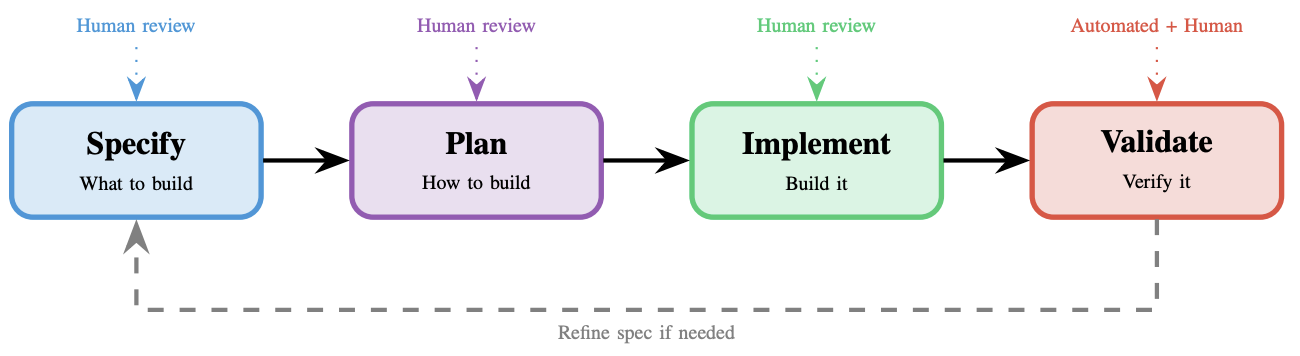 Human review
Human review
Human review
Automated + Human
Specify
What to build
Plan
How to build
Implement
Build it
Validate
Verify it
Refine spec if needed